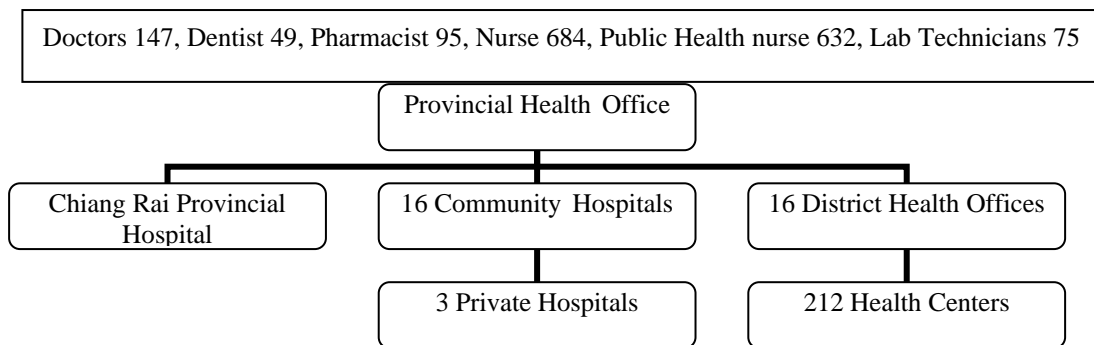 Doctors 147, Dentist 49, Pharmacist 95, Nurse 684, Public Health nurse 632, Lab Technicians 75
Provincial Health Office
Chiang Rai Provincial
Hospital
16 Community Hospitals
16 District Health Offices
3 Private Hospitals
212 Health Centers